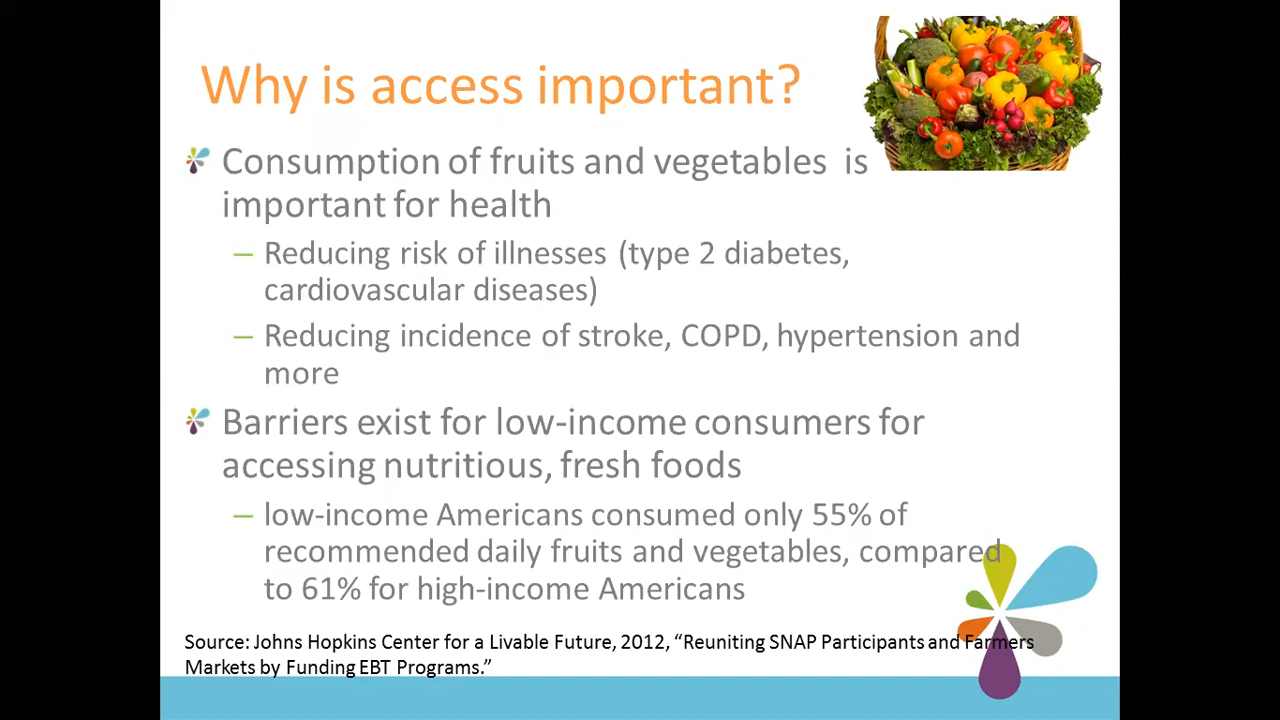 Why is access important?
Consumption of fruits and vegetables is
important for health
– Reducing risk of illnesses (type 2 diabetes,
cardiovascular diseases)
– Reducing incidence of stroke, COPD, hypertension and
more
Barriers exist for low-income consumers for
accessing nutritious, fresh foods
– low-income Americans consumed only 55% of
recommended daily fruits and vegetables, compared
to 61% for high-income Americans
Source: Johns Hopkins Center for a Livable Future, 2012, “Reuniting SNAP Participants and Farmers
Markets by Funding EBT Programs.”